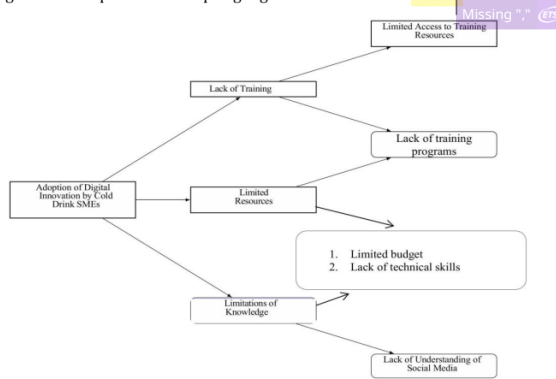 Missing ","
ETS
Limited Access to Training
Resources
Lack of Training
Lack of training
programs
Adoption of Digital
Innovation by Cold
Drink SMEs
Limited
Resources
1. Limited budget
2. Lack of technical skills
Limitations of
Knowledge
Lack of Understanding of
Social Media